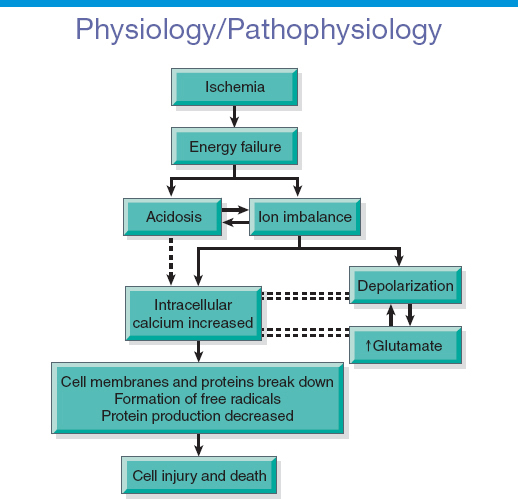 Physiology/Pathophysiology
Ischemia
Energy failure
Acidosis
Ion imbalance
Depolarization
Intracellular
calcium increased
↑Glutamate
Cell membranes and proteins break down
Formation of free radicals
Protein production decreased
Cell injury and death